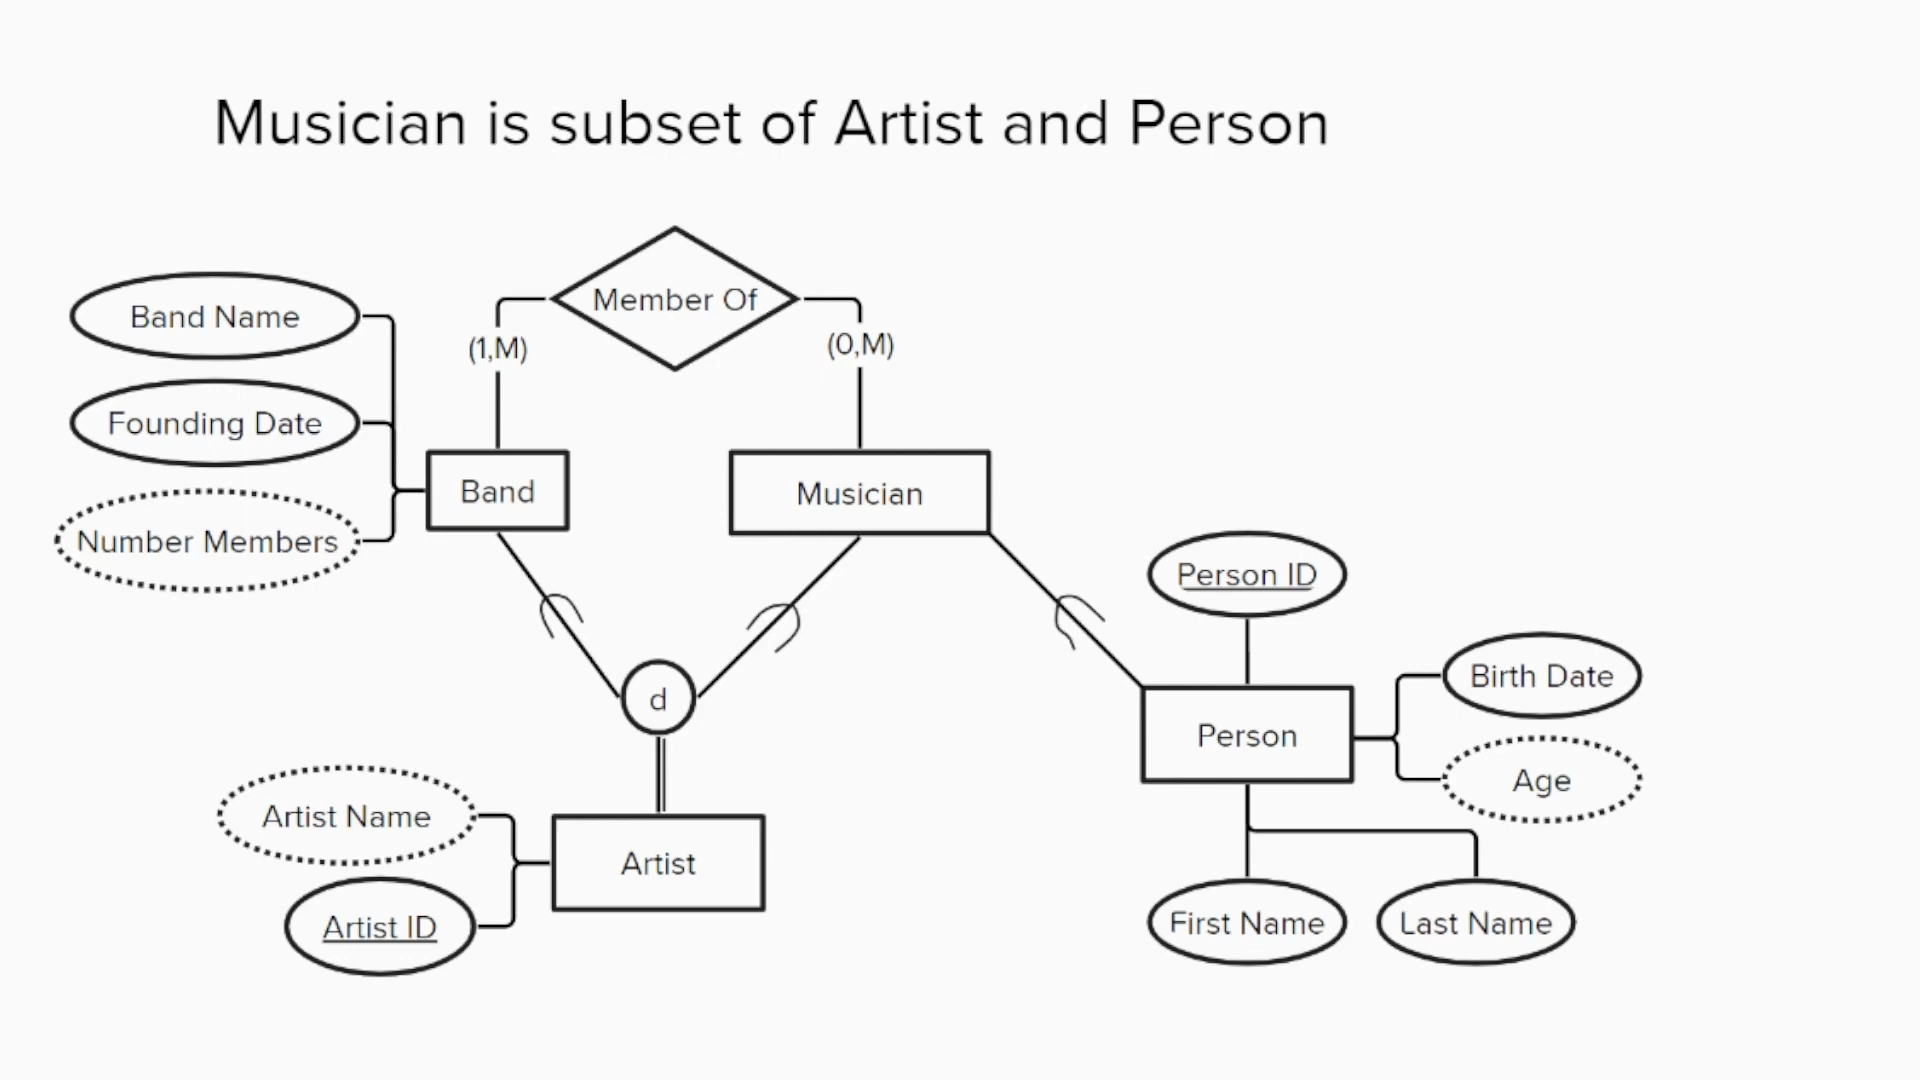 Musician is subset of Artist and Person
Member Of
Band Name
(1,M)
(0,M)
Founding Date
Band
Musician
Number Members
Person ID
Birth Date
d
Person
Age
Artist Name
Artist
Artist ID
First Name
Last Name